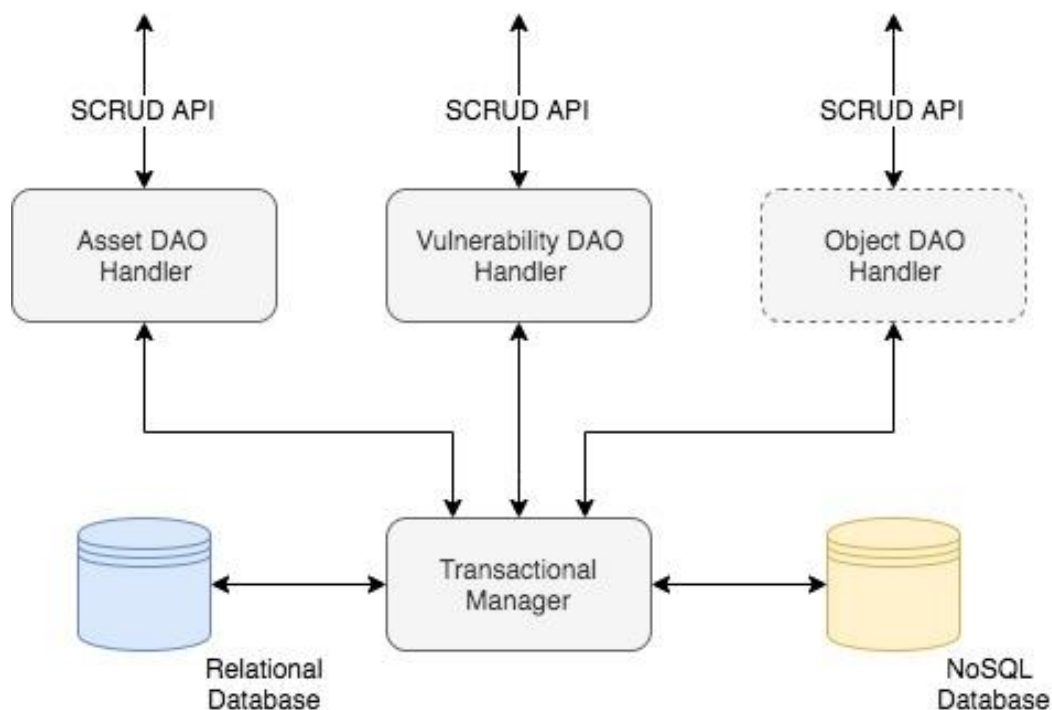 SCRUD API
SCRUD API
SCRUD API
Asset DAO
Handler
Vulnerability DAO
Handler
Object DAO
Handler
Transactional
Manager
Relational
Database
NoSQL
Database